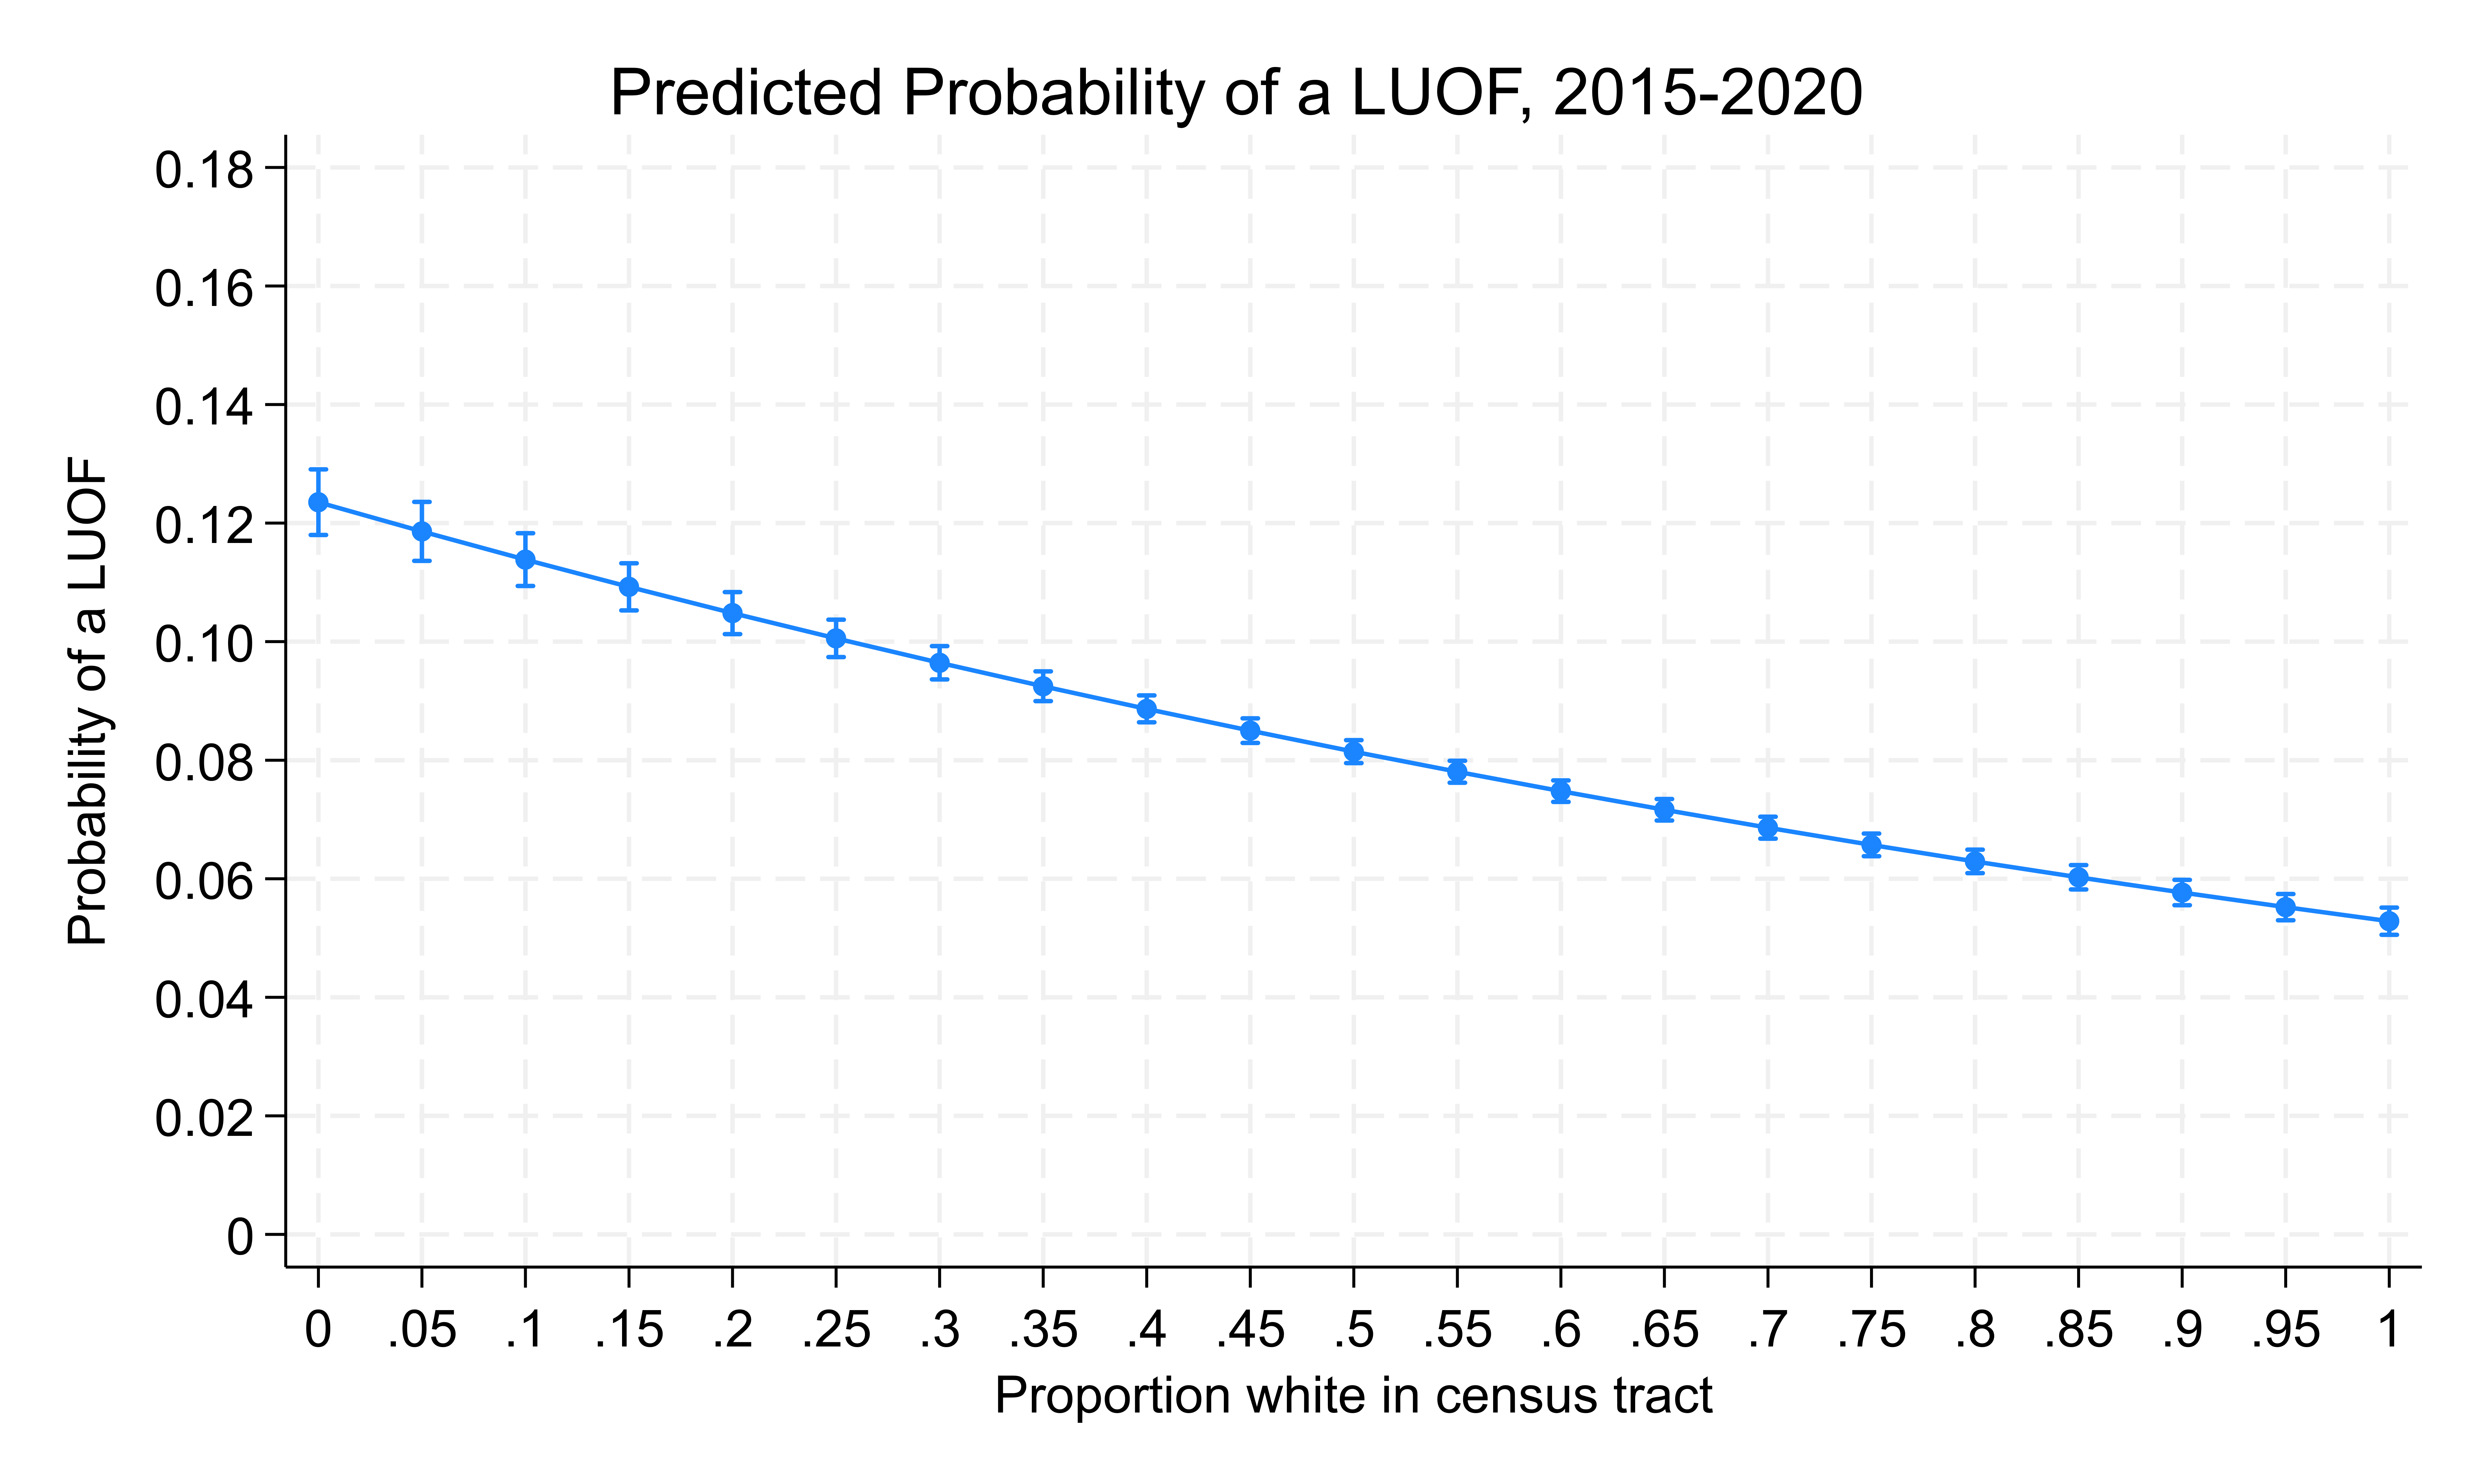 Predicted Probability of a LUOF, 2015-2020
Probability of a LUOF
0.18
0.16
0.14
0.12
0.10
0.08
0.06
0.04
0.02
0
0 .05 .1 .15 .2 .25 .3 .35 .4 .45 .5 .55 .6 .65 .7 .75 .8 .85 .9 .95 1
Proportion white in census tract